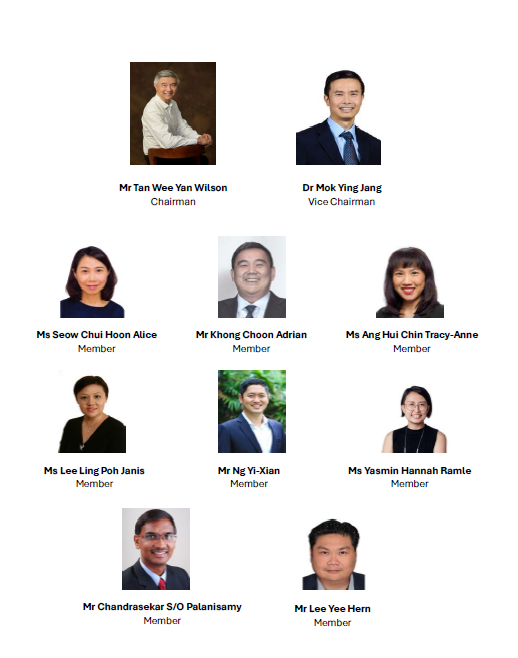 Mr Tan Wee Yan Wilson
Chairman
Dr Mok Ying Jang
Vice Chairman
Ms Seow Chui Hoon Alice
Member
Mr Khong Choon Adrian
Member
Ms Ang Hui Chin Tracy-Anne
Member
Ms Lee Ling Poh Janis
Member
Mr Ng Yi-Xian
Member
Ms Yasmin Hannah Ramle
Member
Mr Chandrasekar S/O Palanisamy
Member
Mr Lee Yee Hern
Member